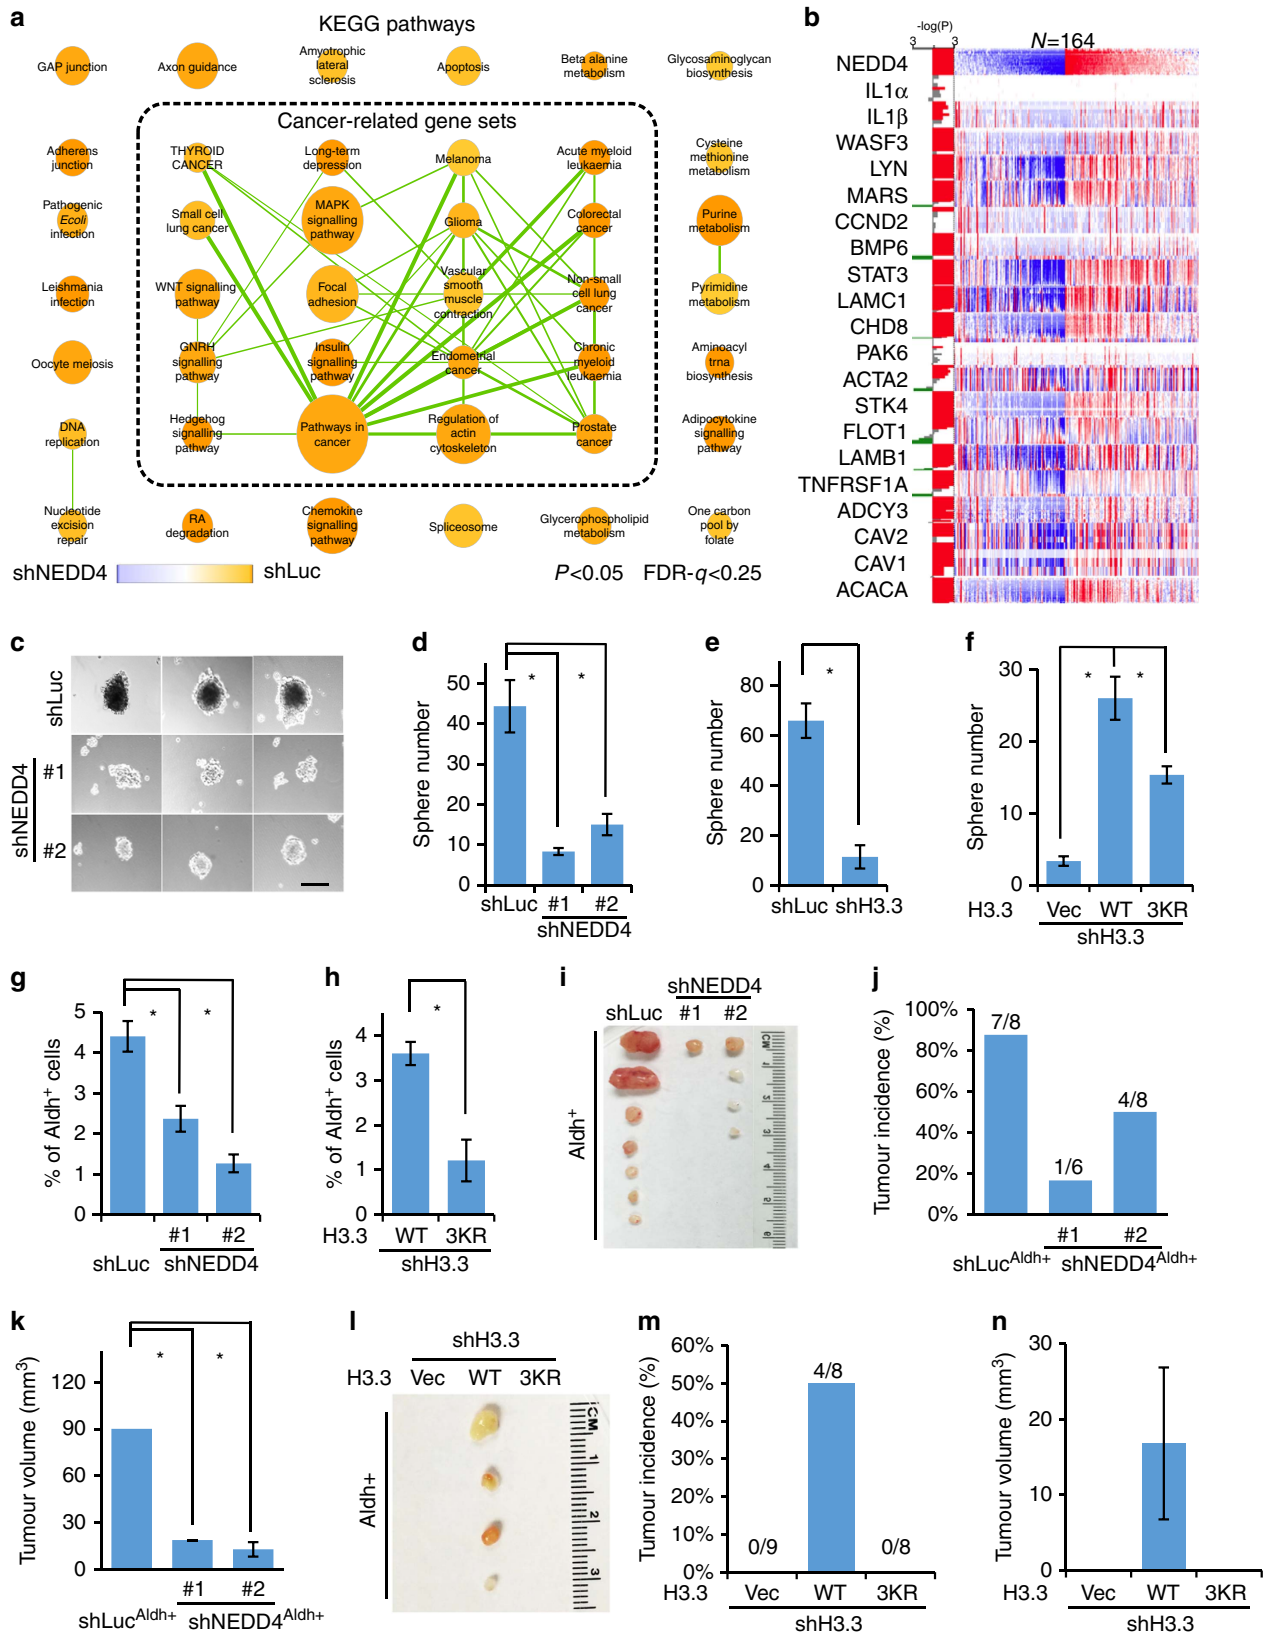 a
KEGG pathways
GAP junction
Axon guidance
Amyotrophic
lateral
sclerosis
Apoptosis
Beta alanine
metabolism
Glycosaminoglycan
biosynthesis
Cancer-related gene sets
Adherens
junction
THYROID
CANCER
Long-term
depression
Melanoma
Acute myeloid
leukaemia
Cysteine
methionine
metabolism
Pathogenic
Ecoli
infection
Small cell
lung cancer
MAPK
signalling
pathway
Glioma
Colorectal
cancer
Purine
metabolism
Leishmania
infection
WNT signalling
pathway
Focal
adhesion
Vascular
smooth
muscle
contraction
Non-small
cell lung
cancer
Pyrimidine
metabolism
Oocyte meiosis
GNRH
signalling
pathway
Insulin
signalling
pathway
Endometrial
cancer
Chronic
myeloid
leukaemia
Aminoacyl
trna
biosynthesis
DNA
replication
Hedgehog
signalling
pathway
Pathways in
cancer
Regulation of
actin
cytoskeleton
Prostate
cancer
Adipocytokine
signalling
pathway
Nucleotide
excision
repair
RA
degradation
Chemokine
signalling
pathway
Spliceosome
Glycerophospholipid
metabolism
One carbon
pool by
folate
shNEDD4
shLuc
P<0.05 FDR-q<0.25
b
-log(P)
3 3
N=164
NEDD4
IL1α
IL1β
WASF3
LYN
MARS
CCND2
BMP6
STAT3
LAMC1
CHD8
PAK6
ACTA2
STK4
FLOT1
LAMB1
TNFRSF1A
ADCY3
CAV2
CAV1
ACACA
c
shLuc
shNEDD4
#1
#2
d
Sphere number
50
40
30
20
10
0
* *
shLuc #1 #2
shNEDD4
e
Sphere number
80
60
40
20
0
*
shLuc shH3.3
f
Sphere number
30
20
10
0
* *
H3.3 Vec WT 3KR
shH3.3
g
% of Aldh+ cells
5
4
3
2
1
0
* *
#1 #2
shLuc shNEDD4
h
% of Aldh+ cells
4
3
2
1
0
*
H3.3 WT 3KR
shH3.3
i
shNEDD4
shLuc #1 #2
Aldh+
CM
1
2
3
4
5
6
j
Tumour incidence (%)
100%
80%
60%
40%
20%
0%
7/8
1/6
4/8
#1 #2
shLucAldh+ shNEDD4Aldh+
k
Tumour volume (mm3)
120
90
60
30
0
* *
#1 #2
shLucAldh+ shNEDD4Aldh+
l
shH3.3
H3.3 Vec WT 3KR
Aldh+
CM
1
2
3
m
Tumour incidence (%)
60%
50%
40%
30%
20%
10%
0%
0/9
4/8
0/8
H3.3 Vec WT 3KR
shH3.3
n
Tumour volume (mm3)
30
20
10
0
H3.3 Vec WT 3KR
shH3.3